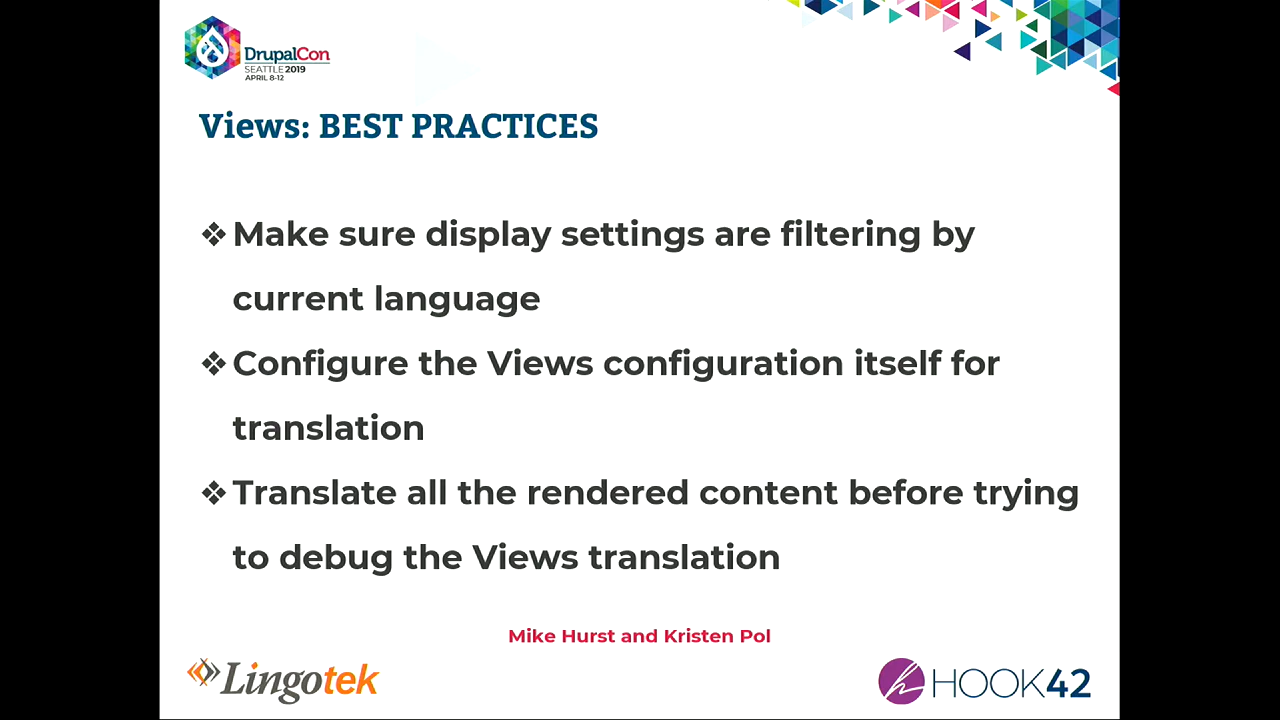 DrupalCon
SEATTLE 2019
APRIL 8-12
Views: BEST PRACTICES
❖ Make sure display settings are filtering by
current language
❖ Configure the Views configuration itself for
translation
❖ Translate all the rendered content before trying
to debug the Views translation
Mike Hurst and Kristen Pol
Lingotek
HOOK42